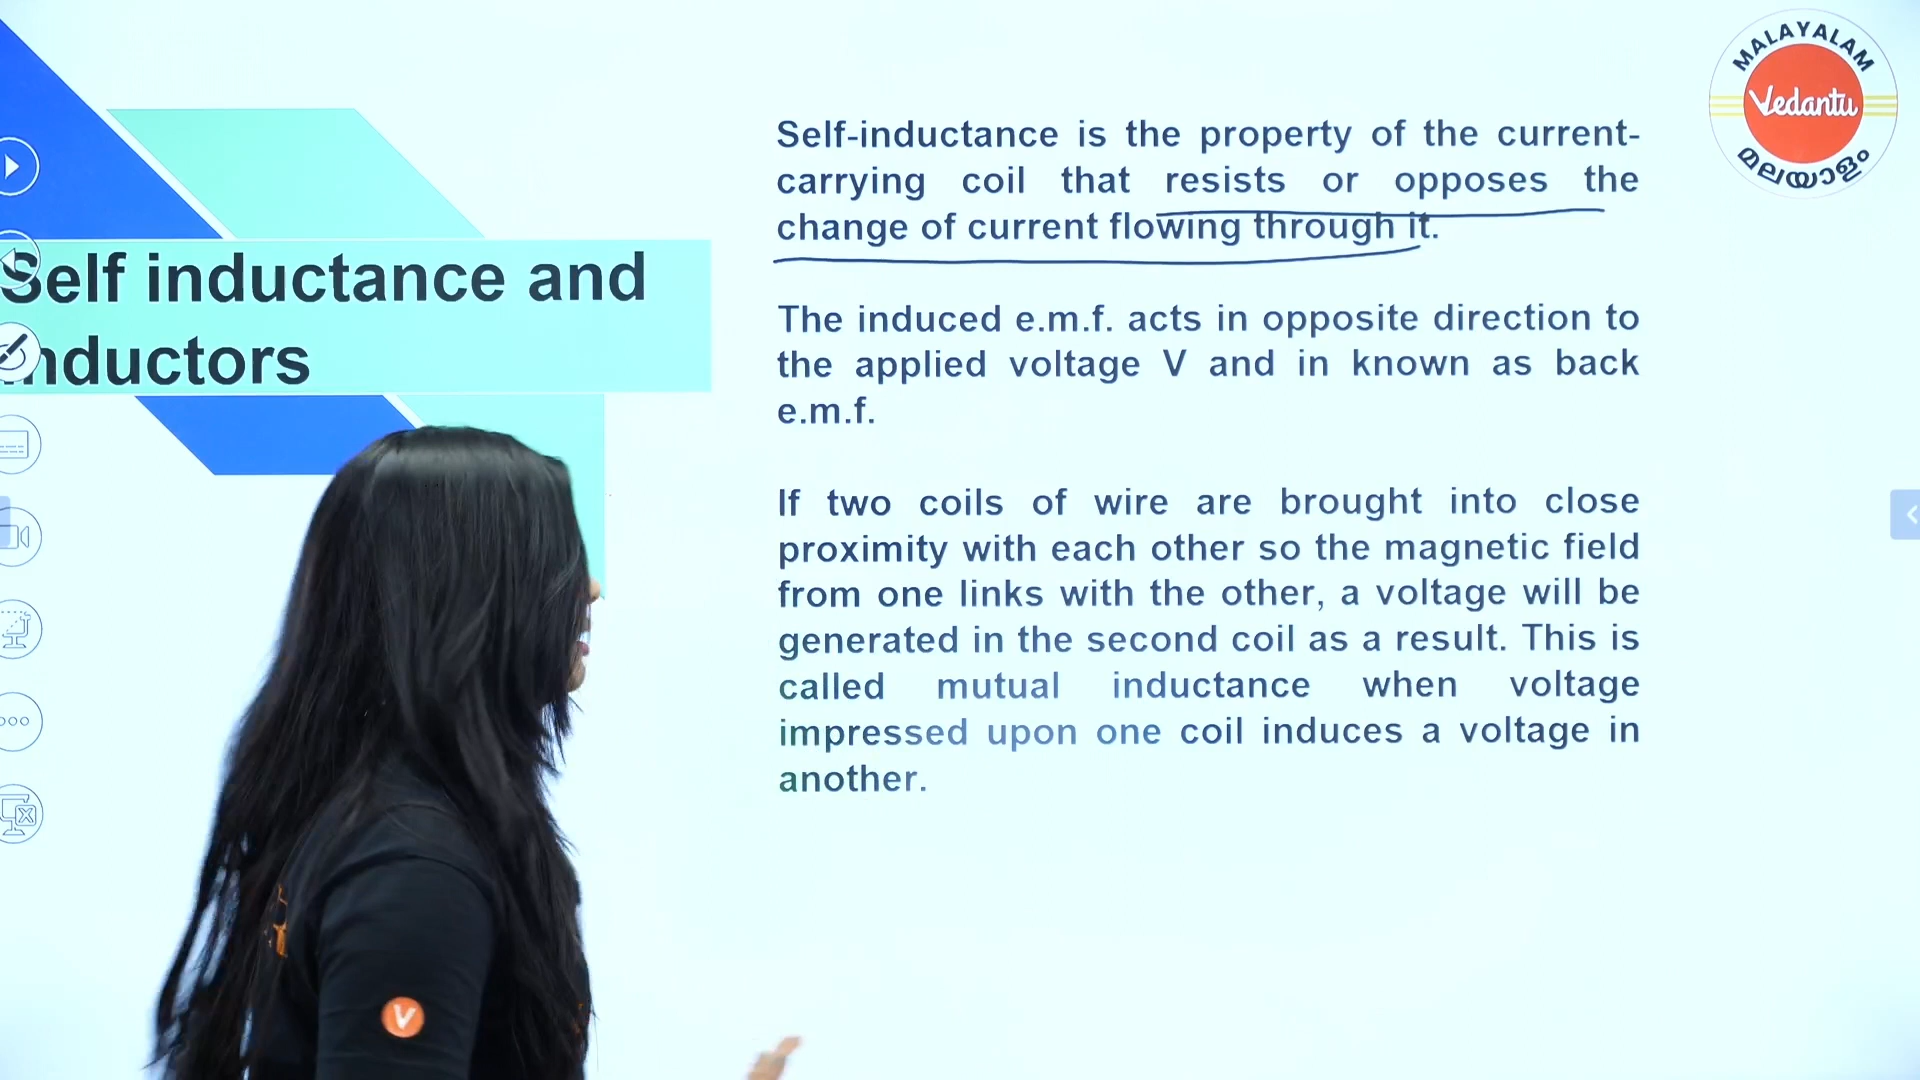 MALAYALAM
Vedantu
മലയാളം
Self inductance and
Inductors
Self-inductance is the property of the current-
carrying coil that resists or opposes the
change of current flowing through it.
The induced e.m.f. acts in opposite direction to
the applied voltage V and in known as back
e.m.f.
If two coils of wire are brought into close
proximity with each other so the magnetic field
from one links with the other, a voltage will be
generated in the second coil as a result. This is
called mutual inductance when voltage
impressed upon one coil induces a voltage in
another.
V